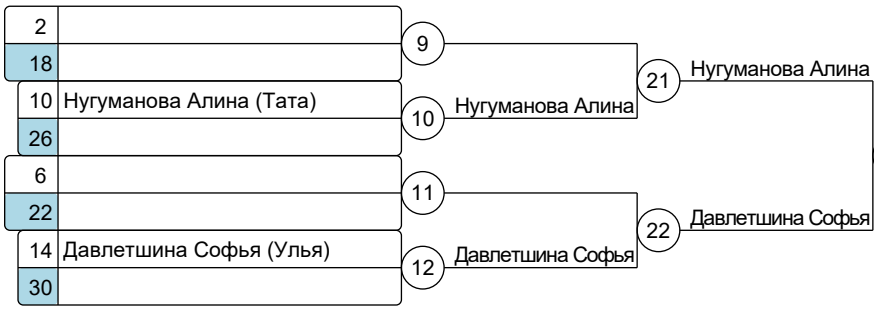 2
9
18
21 Нугуманова Алина
10 Нугуманова Алина (Тата)
10 Нугуманова Алина
26
6
11
22
22 Давлетшина Софья
14 Давлетшина Софья (Улья)
12 Давлетшина Софья
30